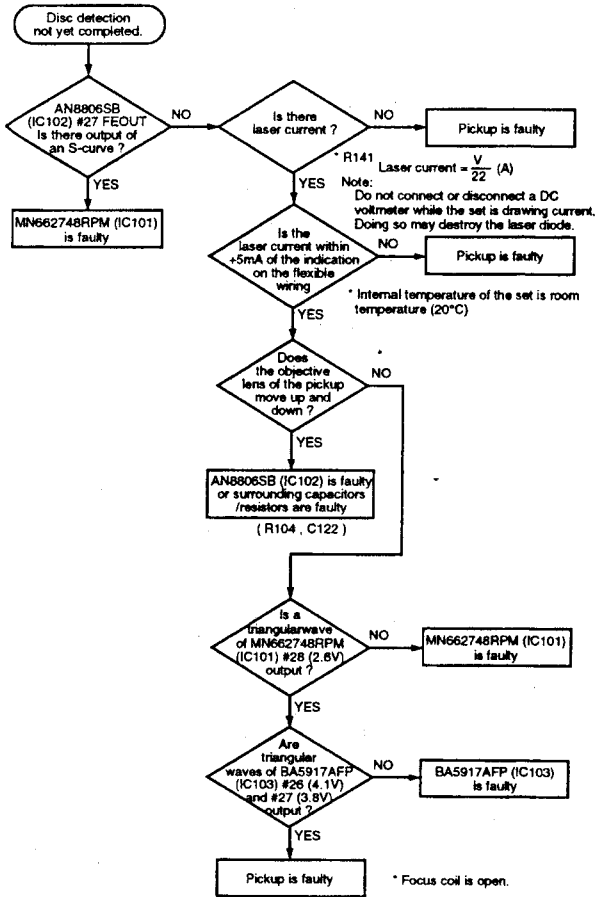 Disc detection
not yet completed.
AN8806SB
(IC102) #27 FEOUT
Is there output of
an S-curve ?
NO
Is there
laser current ?
NO
Pickup is faulty
YES
MN662748RPM (IC101)
is faulty
* R141
Laser current = V/22 (A)
YES
Note:
Do not connect or disconnect a DC
voltmeter while the set is drawing current.
Doing so may destroy the laser diode.
Is the
laser current within
+5mA of the indication
on the flexible
wiring
NO
Pickup is faulty
* Internal temperature of the set is room
temperature (20°C)
YES
Does
the objective
lens of the pickup
move up and
down ?
NO
YES
AN8806SB (IC102) is faulty
or surrounding capacitors
/resistors are faulty
( R104 , C122 )
Is a
triangularwave
of MN662748RPM
(IC101) #28 (2.6V)
output ?
NO
MN662748RPM (IC101)
is faulty
YES
Are
triangular
waves of BA5917AFP
(IC103) #26 (4.1V)
and #27 (3.8V)
output ?
NO
BA5917AFP (IC103)
is faulty
YES
Pickup is faulty
* Focus coil is open.